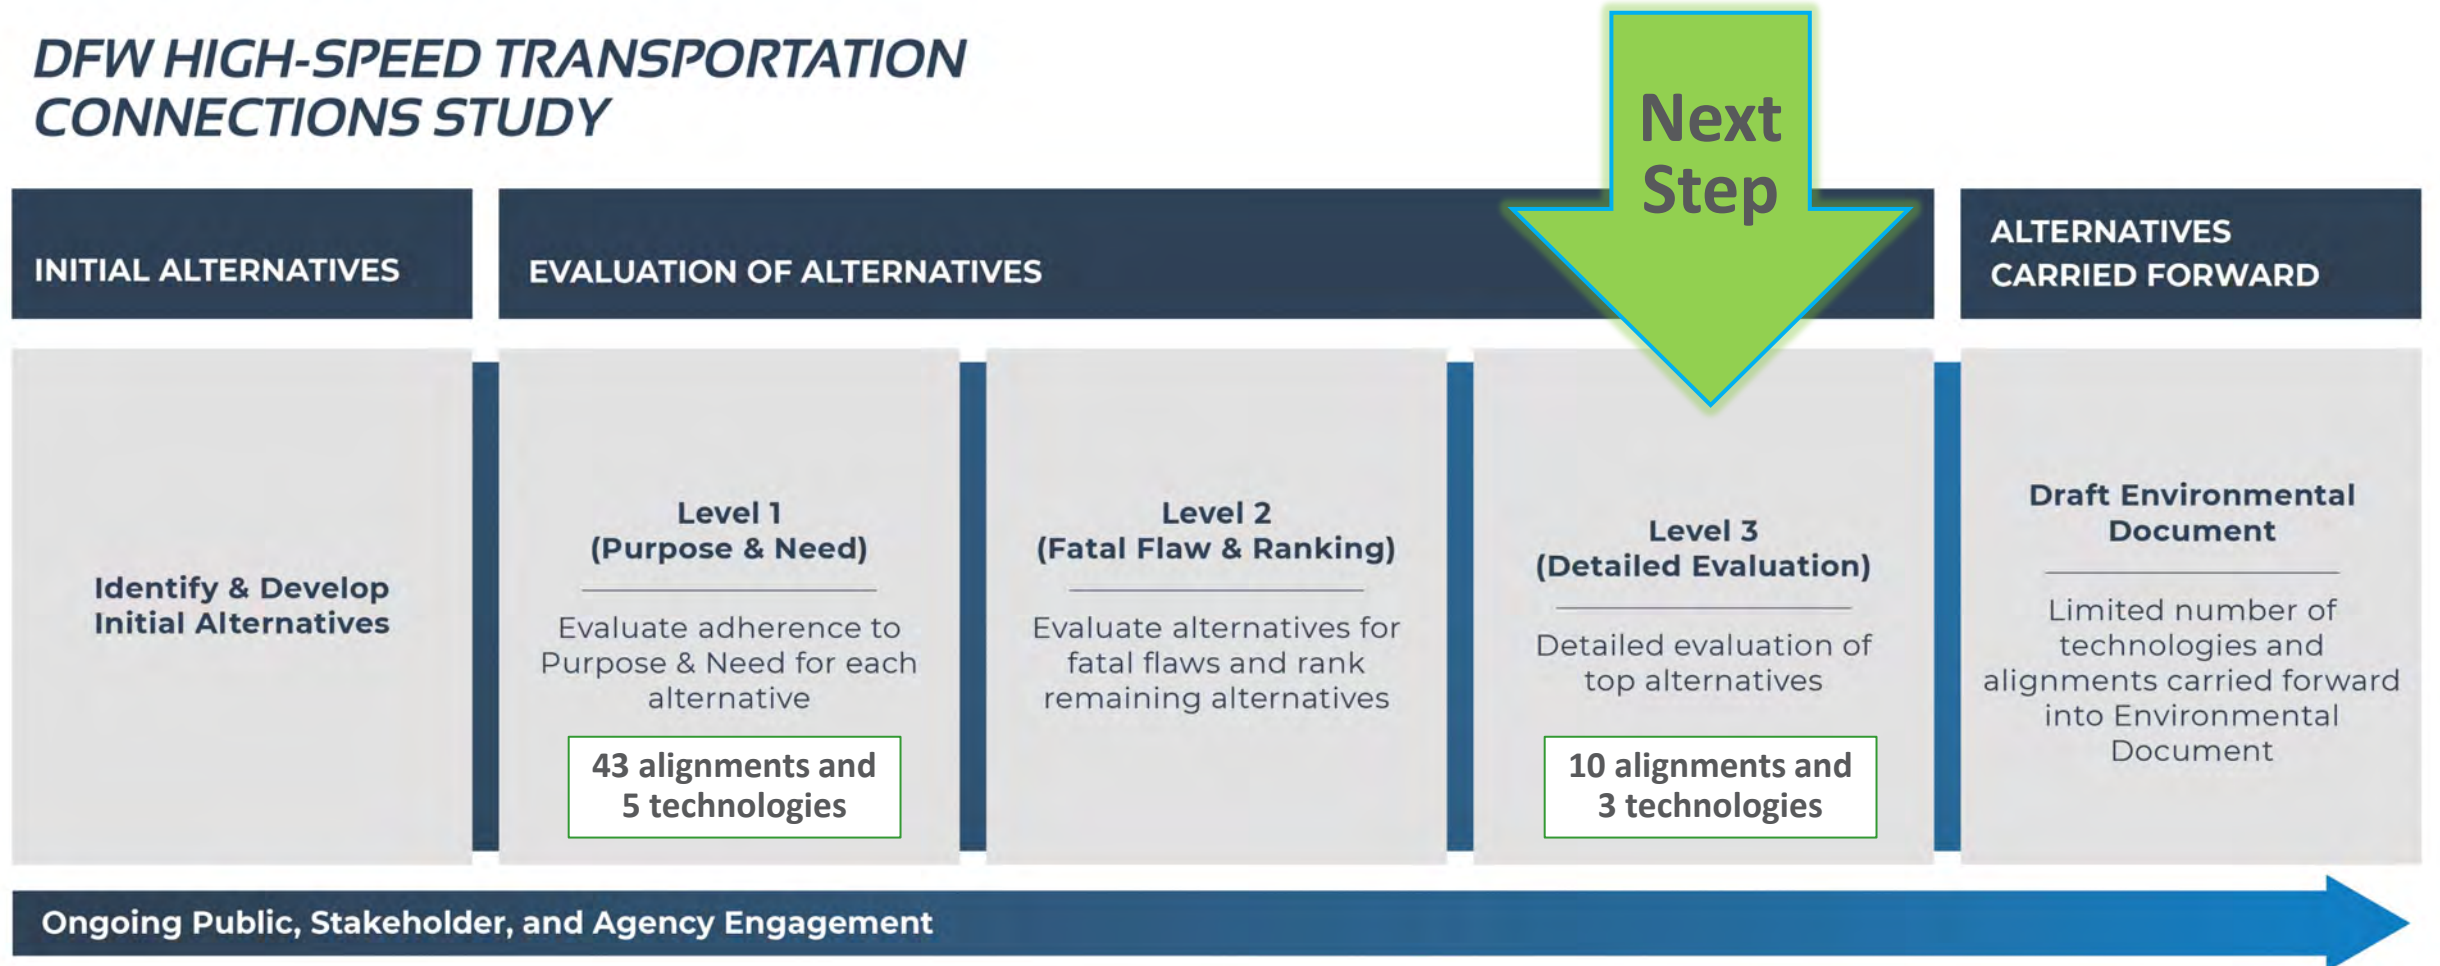 DFW HIGH-SPEED TRANSPORTATION
CONNECTIONS STUDY
Next
Step
INITIAL ALTERNATIVES
EVALUATION OF ALTERNATIVES
ALTERNATIVES
CARRIED FORWARD
Identify & Develop
Initial Alternatives
Level 1
(Purpose & Need)
Evaluate adherence to
Purpose & Need for each
alternative
43 alignments and
5 technologies
Level 2
(Fatal Flaw & Ranking)
Evaluate alternatives for
fatal flaws and rank
remaining alternatives
Level 3
(Detailed Evaluation)
Detailed evaluation of
top alternatives
10 alignments and
3 technologies
Draft Environmental
Document
Limited number of
technologies and
alignments carried forward
into Environmental
Document
Ongoing Public, Stakeholder, and Agency Engagement